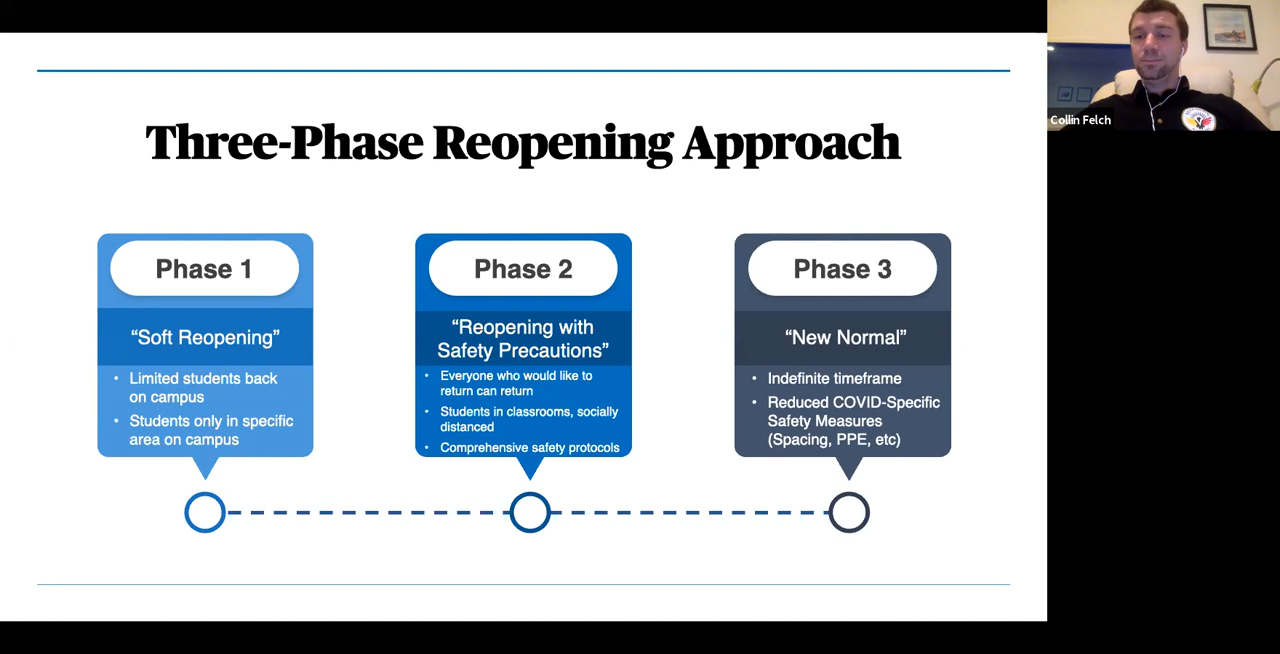 Three-Phase Reopening Approach
Phase 1
“Soft Reopening”
• Limited students back
on campus
• Students only in specific
area on campus
Phase 2
“Reopening with
Safety Precautions”
• Everyone who would like to
return can return
• Students in classrooms, socially
distanced
• Comprehensive safety protocols
Phase 3
“New Normal”
• Indefinite timeframe
• Reduced COVID-Specific
Safety Measures
(Spacing, PPE, etc)
Collin Felch